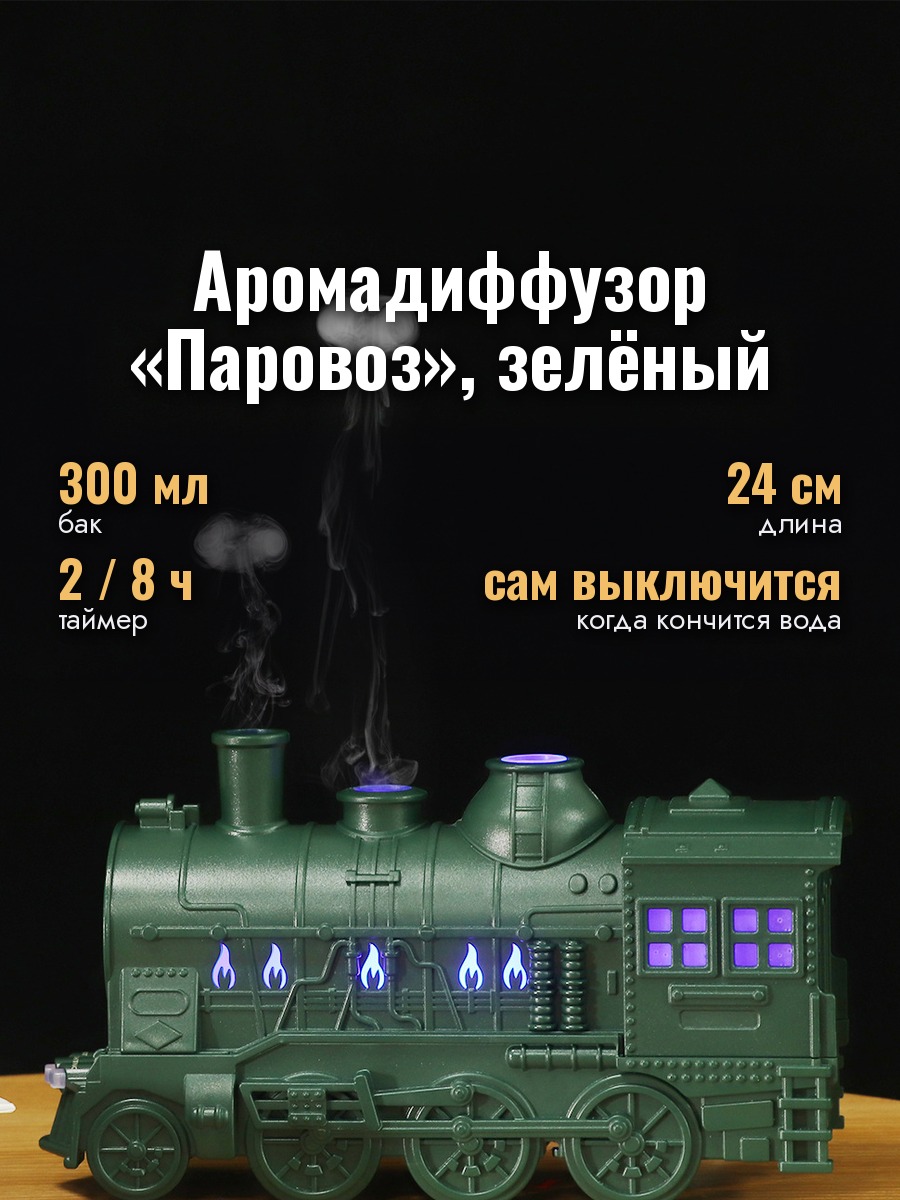 Аромадиффузор
«Паровоз», зелёный
300 мл
бак
24 см
длина
2 / 8 ч
таймер
сам выключится
когда кончится вода